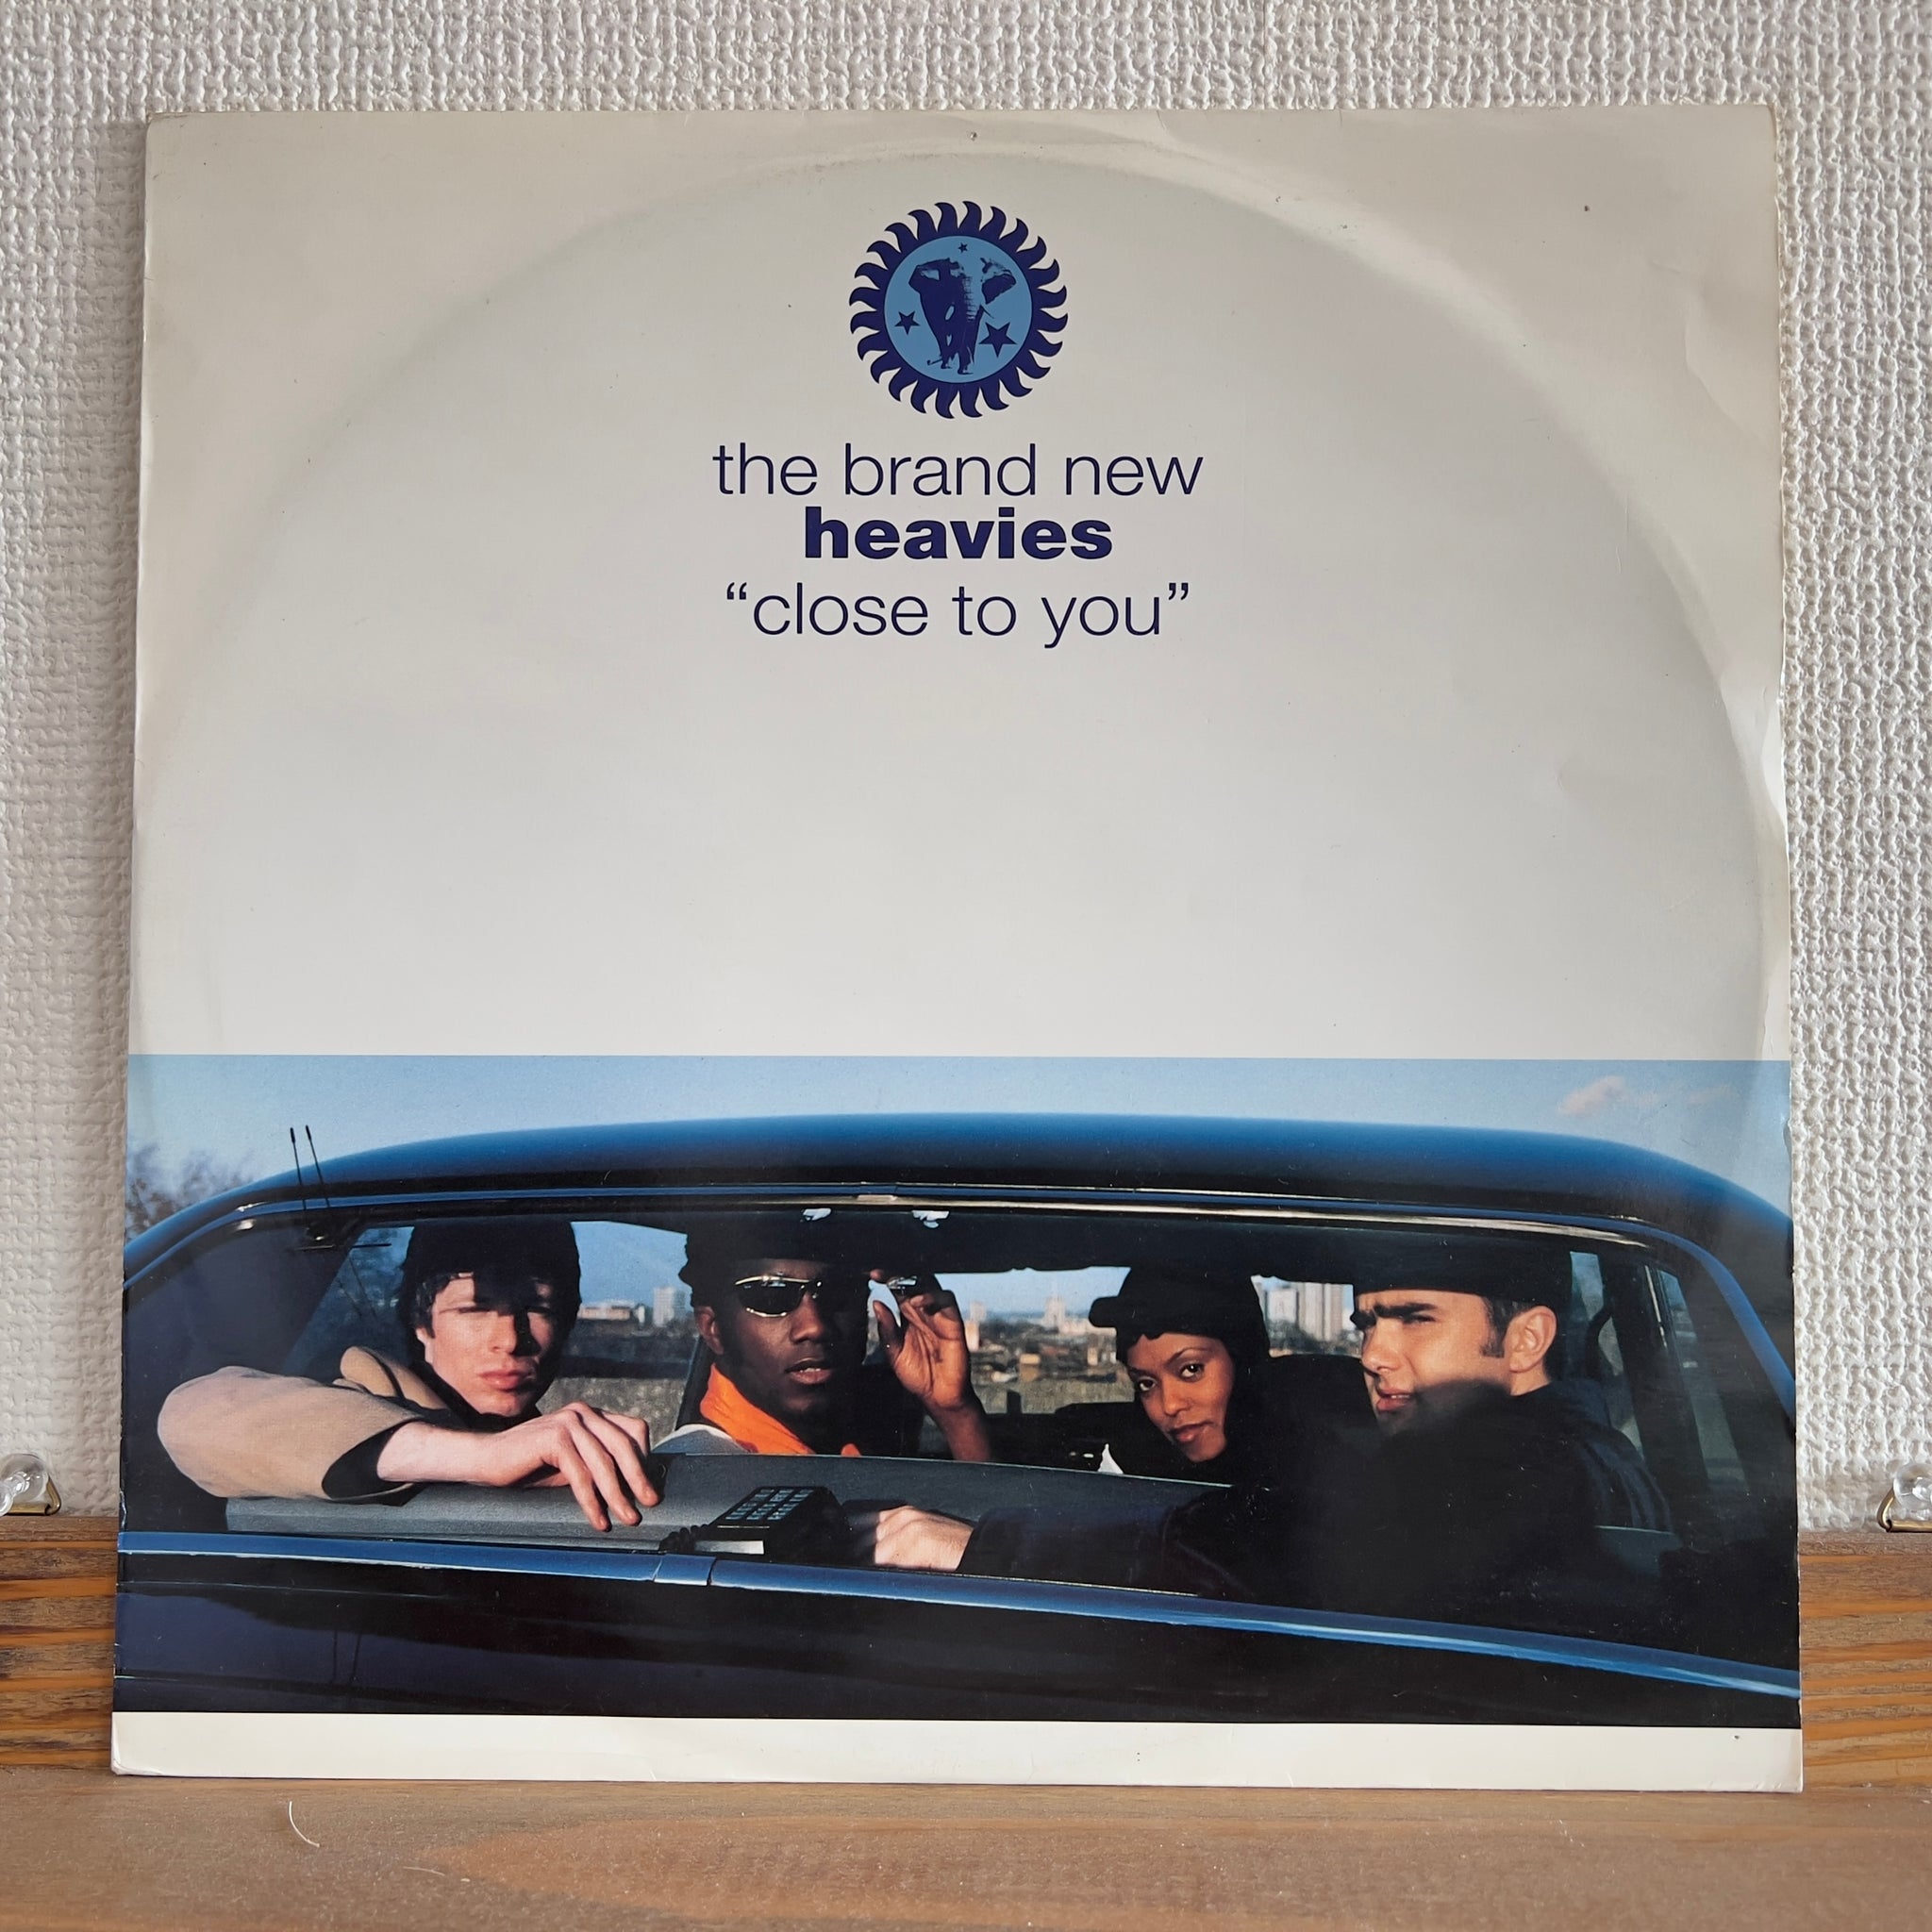 the brand new
heavies
“close to you”